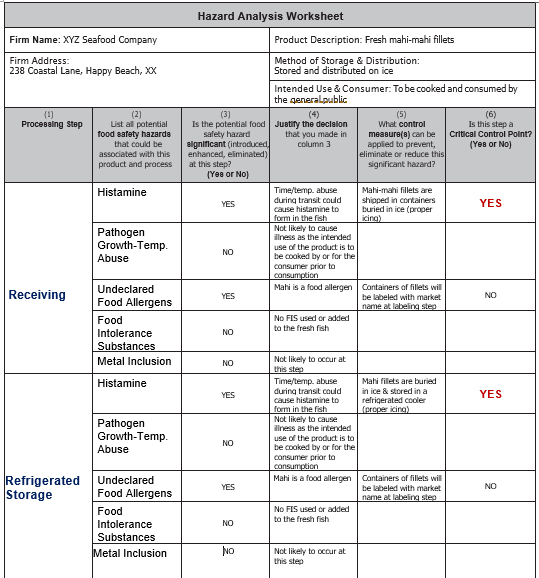 Hazard Analysis Worksheet
Firm Name: XYZ Seafood Company
Product Description: Fresh mahi-mahi fillets
Firm Address:
238 Coastal Lane, Happy Beach, XX
Method of Storage & Distribution:
Stored and distributed on ice
Intended Use & Consumer: To be cooked and consumed by
the general public
(1)
Processing Step
(2)
List all potential
food safety hazards
that could be
associated with this
product and process
(3)
Is the potential food
safety hazard
significant (introduced,
enhanced, eliminated)
at this step?
(Yes or No)
(4)
Justify the decision
that you made in
column 3
(5)
What control
measure(s) can be
applied to prevent,
eliminate or reduce this
significant hazard?
(6)
Is this step a
Critical Control Point?
(Yes or No)
Receiving
Histamine
YES
Time/temp. abuse
during transit could
cause histamine to
form in the fish
Mahi-mahi fillets are
shipped in containers
buried in ice (proper
icing)
YES
Pathogen
Growth-Temp.
Abuse
NO
Not likely to cause
illness as the intended
use of the product is to
be cooked by or for the
consumer prior to
consumption
Undeclared
Food Allergens
YES
Mahi is a food allergen
Containers of fillets will
be labeled with market
name at labeling step
NO
Food
Intolerance
Substances
NO
No FIS used or added
to the fresh fish
Metal Inclusion
NO
Not likely to occur at
this step
Refrigerated
Storage
Histamine
YES
Time/temp. abuse
during transit could
cause histamine to
form in the fish
Mahi fillets are buried
in ice & stored in a
refrigerated cooler
(proper icing)
YES
Pathogen
Growth-Temp.
Abuse
NO
Not likely to cause
illness as the intended
use of the product is to
be cooked by or for the
consumer prior to
consumption
Undeclared
Food Allergens
YES
Mahi is a food allergen
Containers of fillets will
be labeled with market
name at labeling step
NO
Food
Intolerance
Substances
NO
No FIS used or added
to the fresh fish
Metal Inclusion
NO
Not likely to occur at
this step